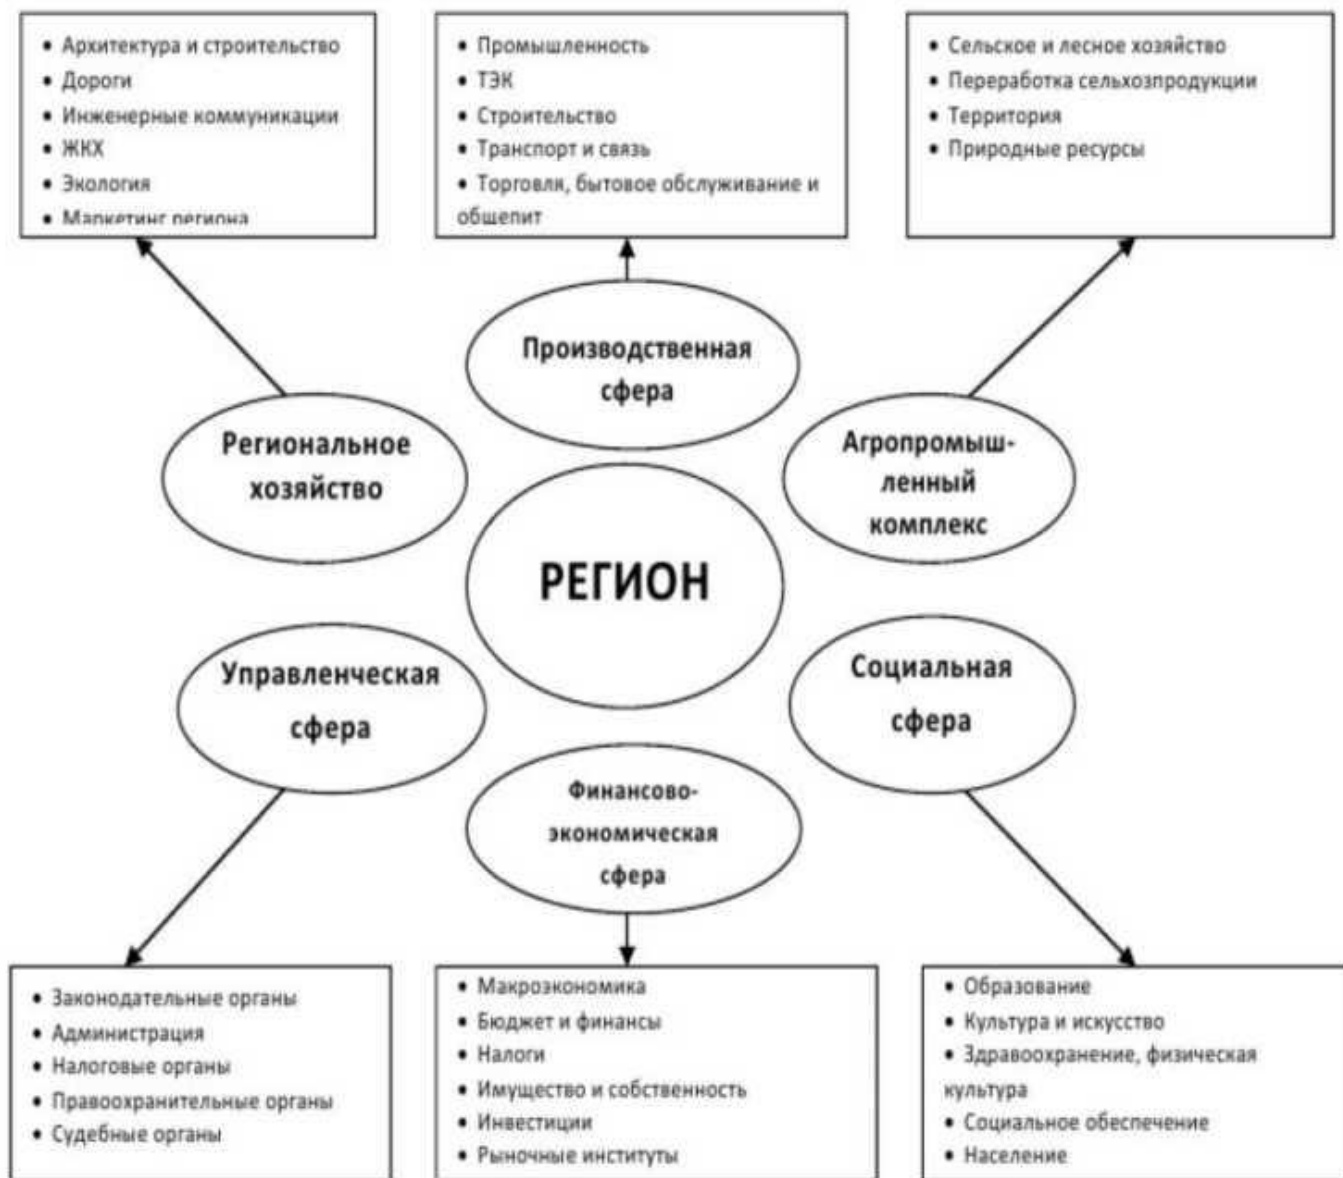 • Архитектура и строительство
• Дороги
• Инженерные коммуникации
• ЖКХ
• Экология
• Маркетинг региона
• Промышленность
• ТЭК
• Строительство
• Транспорт и связь
• Торговля, бытовое обслуживание и
общепит
• Сельское и лесное хозяйство
• Переработка сельхозпродукции
• Территория
• Природные ресурсы
Производственная
сфера
Региональное
хозяйство
Агропромыш-
ленный
комплекс
РЕГИОН
Управленческая
сфера
Социальная
сфера
Финансово-
экономическая
сфера
• Законодательные органы
• Администрация
• Налоговые органы
• Правоохранительные органы
• Судебные органы
• Макроэкономика
• Бюджет и финансы
• Налоги
• Имущество и собственность
• Инвестиции
• Рыночные институты
• Образование
• Культура и искусство
• Здравоохранение, физическая
культура
• Социальное обеспечение
• Население